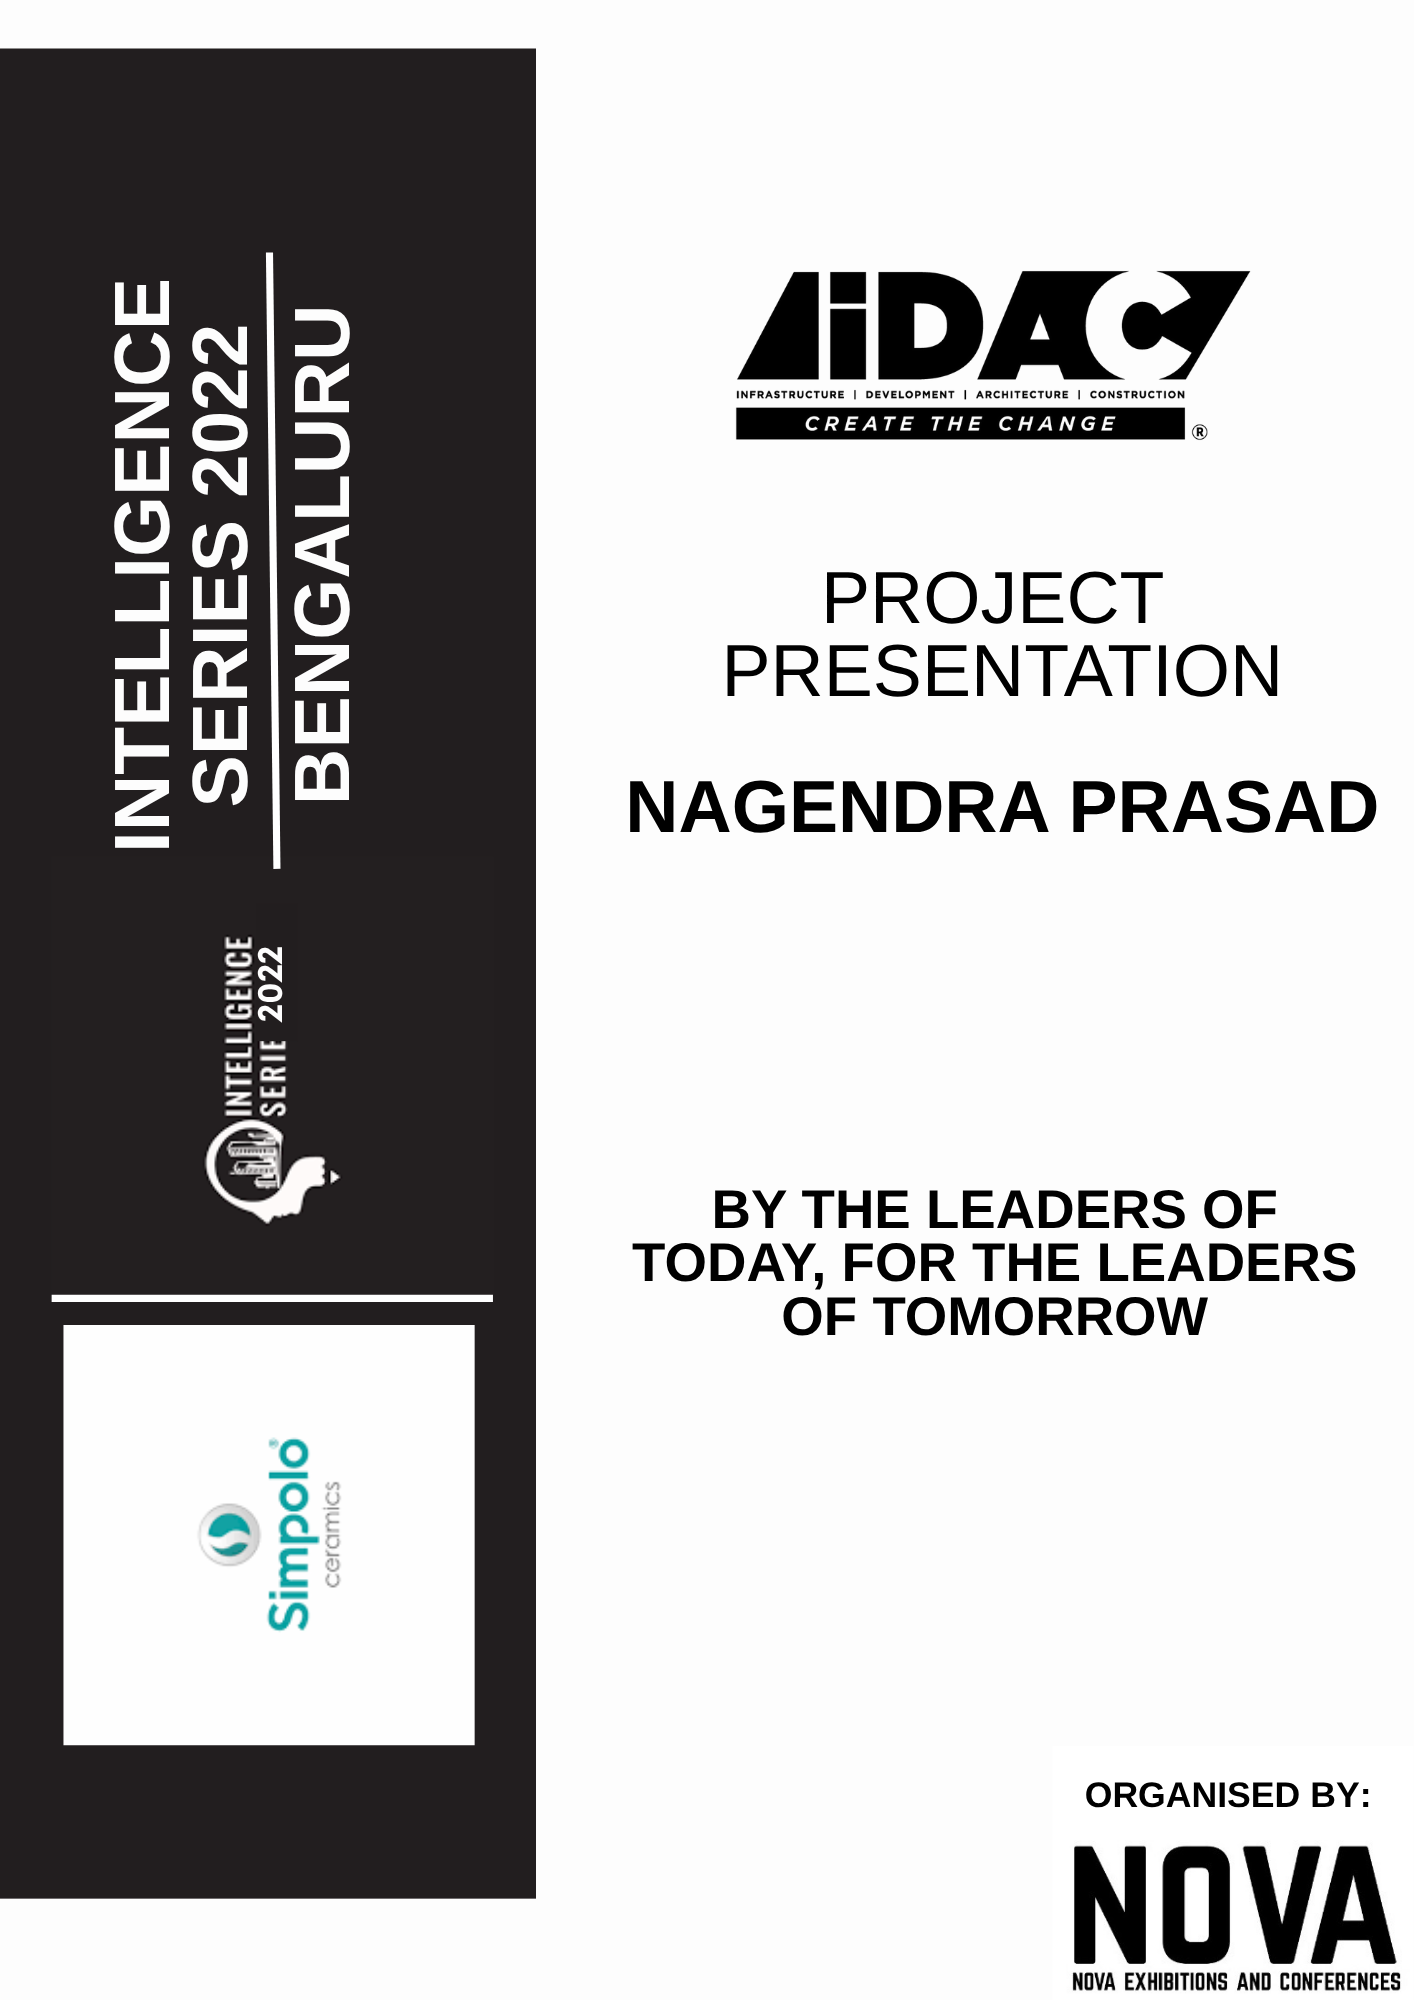 INTELLIGENCE
SERIES 2022
BENGALURU
INTELLIGENCE
SERIE 2022
Simpolo®
ceramics
iDAC
INFRASTRUCTURE | DEVELOPMENT | ARCHITECTURE | CONSTRUCTION
CREATE THE CHANGE ®
PROJECT
PRESENTATION
NAGENDRA PRASAD
BY THE LEADERS OF
TODAY, FOR THE LEADERS
OF TOMORROW
ORGANISED BY:
NOVA
NOVA EXHIBITIONS AND CONFERENCES